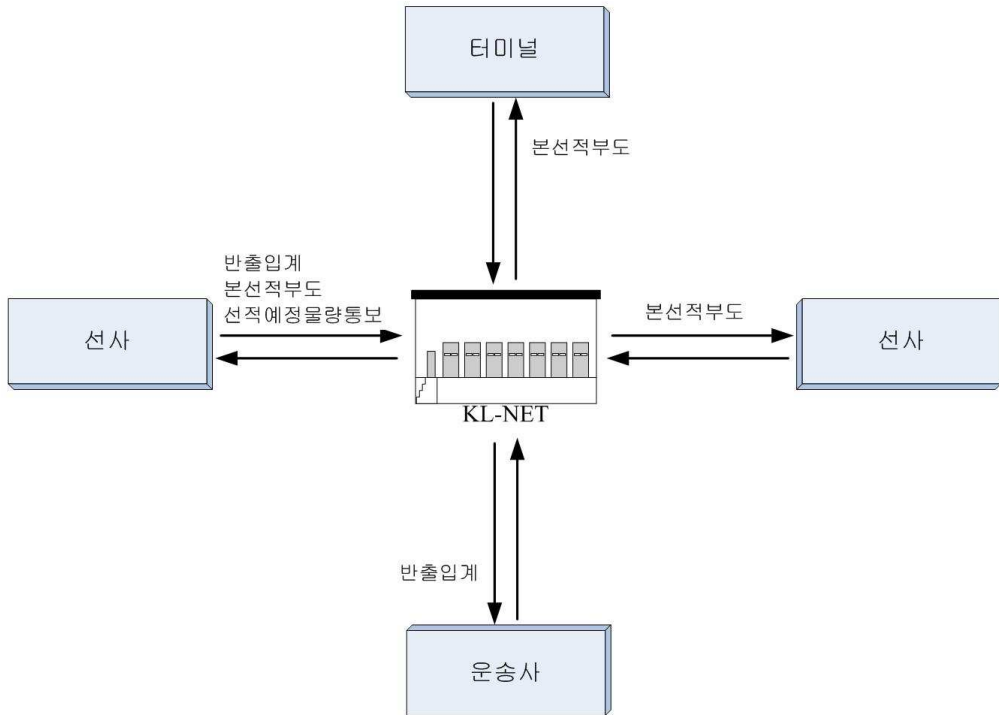 터미널
본선적부도
반출입계
본선적부도
선적예정물량통보
선사
본선적부도
선사
KL-NET
반출입계
운송사